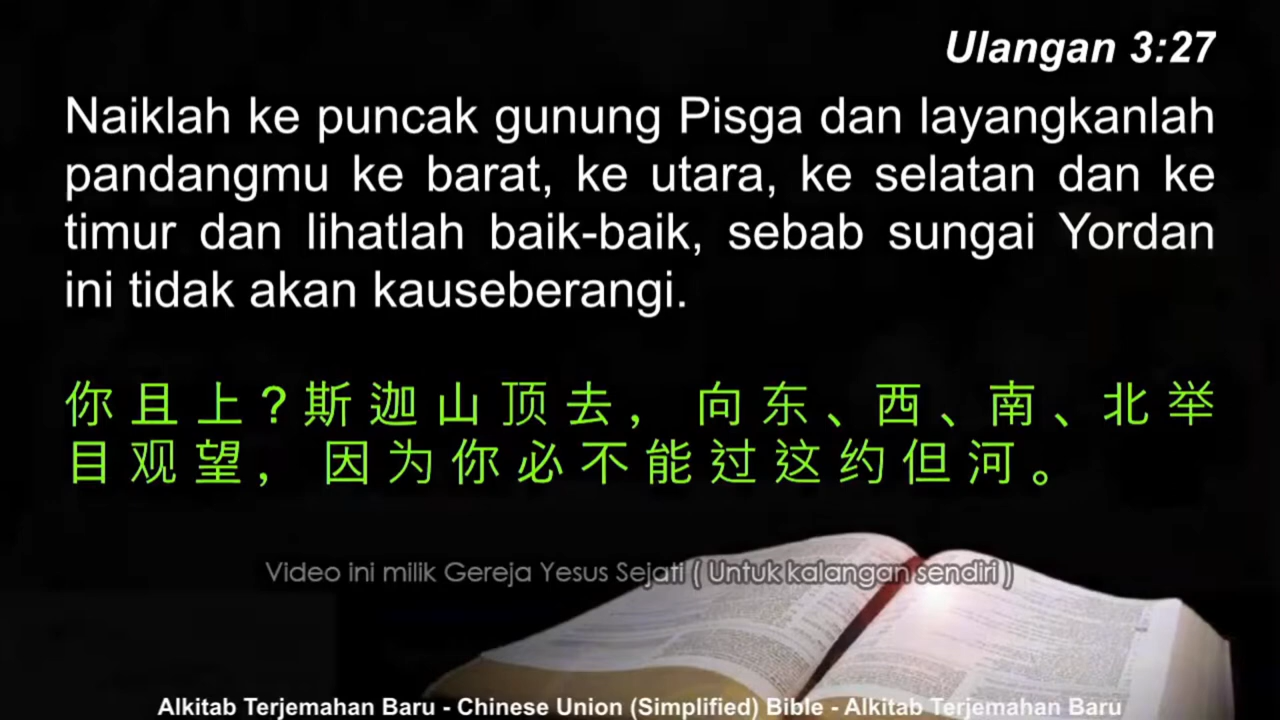 Ulangan 3:27
Naiklah ke puncak gunung Pisga dan layangkanlah
pandangmu ke barat, ke utara, ke selatan dan ke
timur dan lihatlah baik-baik, sebab sungai Yordan
ini tidak akan kauseberangi.
你且上?斯迦山顶去，向东、西、南、北举
目观望，因为你必不能过这约但河。
Video ini milik Gereja Yesus Sejati ( Untuk kalangan sendiri )
Alkitab Terjemahan Baru - Chinese Union (Simplified) Bible - Alkitab Terjemahan Baru